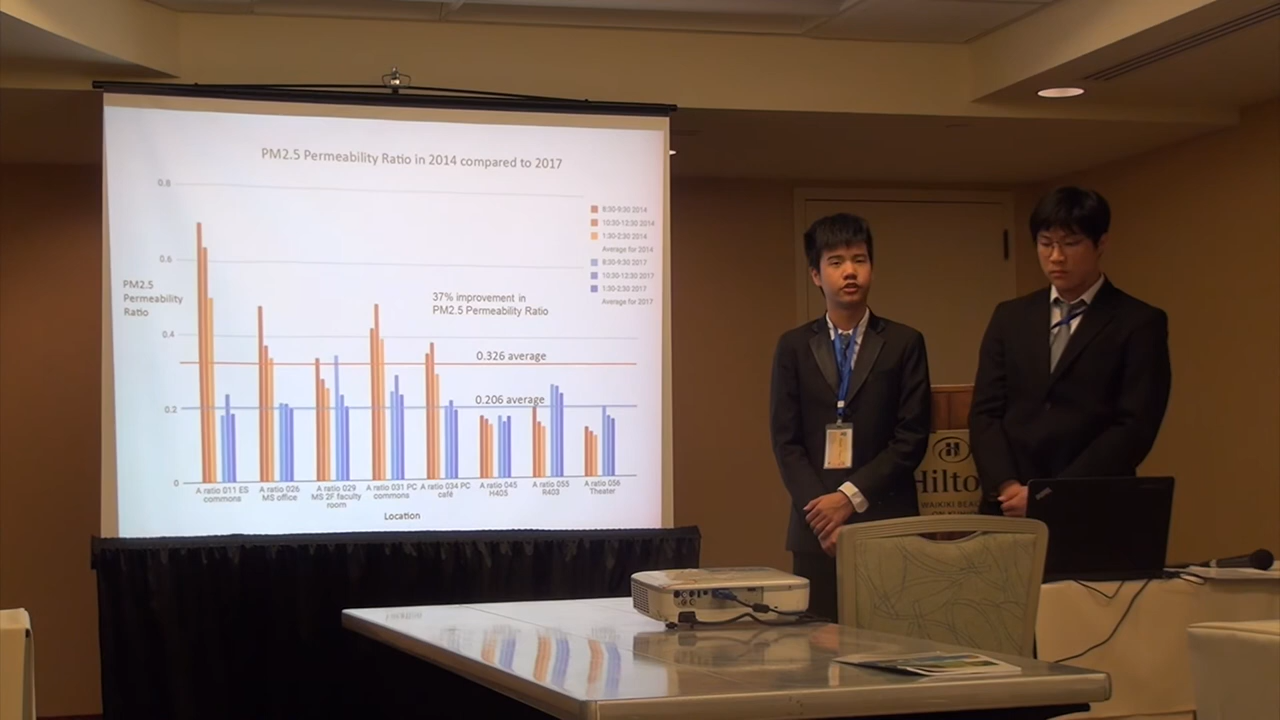 PM2.5 Permeability Ratio in 2014 compared to 2017
0.8
0.6
0.4
0.2
0
PM2.5
Permeability
Ratio
8:30-9:30 2014
10:30-12:30 2014
1:30-2:30 2014
Average for 2014
8:30-9:30 2017
10:30-12:30 2017
1:30-2:30 2017
Average for 2017
37% improvement in
PM2.5 Permeability Ratio
0.326 average
0.206 average
A ratio 011 ES
commons
A ratio 026
MS office
A ratio 029
MS 2F faculty
room
A ratio 031 PC
commons
A ratio 034 PC
café
A ratio 045
H405
A ratio 055
R403
A ratio 056
Theater
Location
Hilton
WAIKIKI BEACH